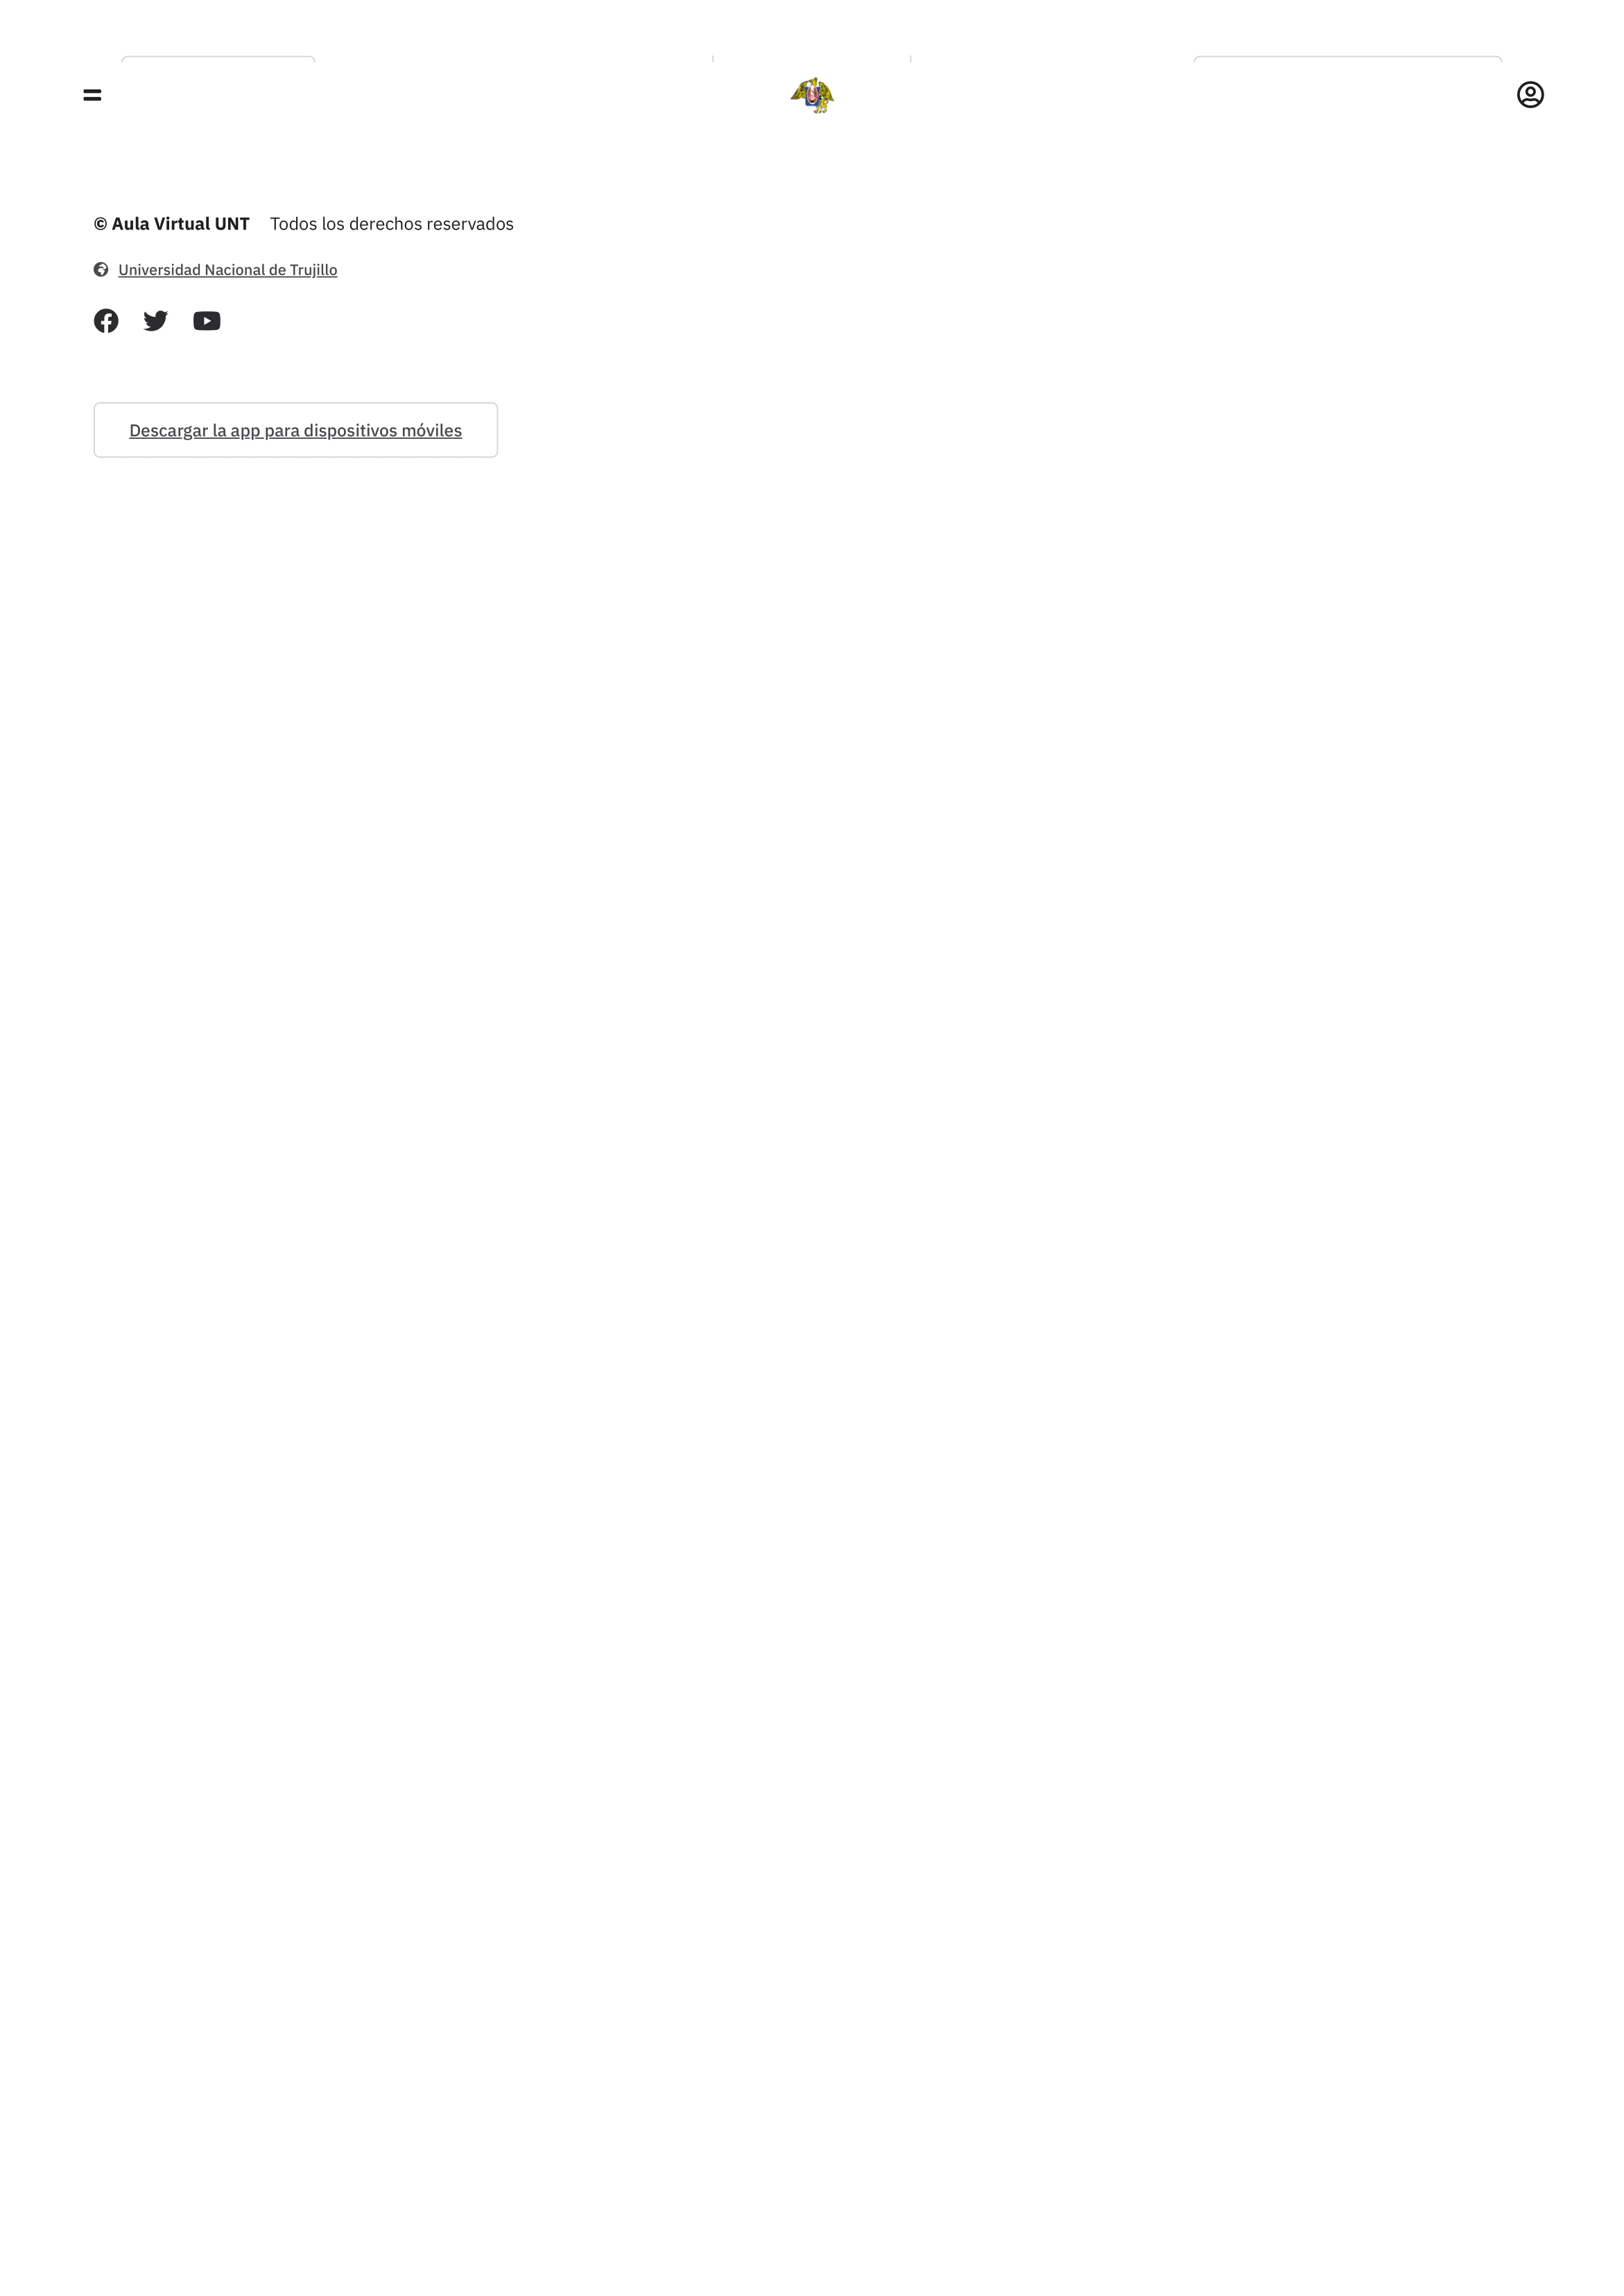 © Aula Virtual UNT Todos los derechos reservados
Universidad Nacional de Trujillo
Descargar la app para dispositivos móviles